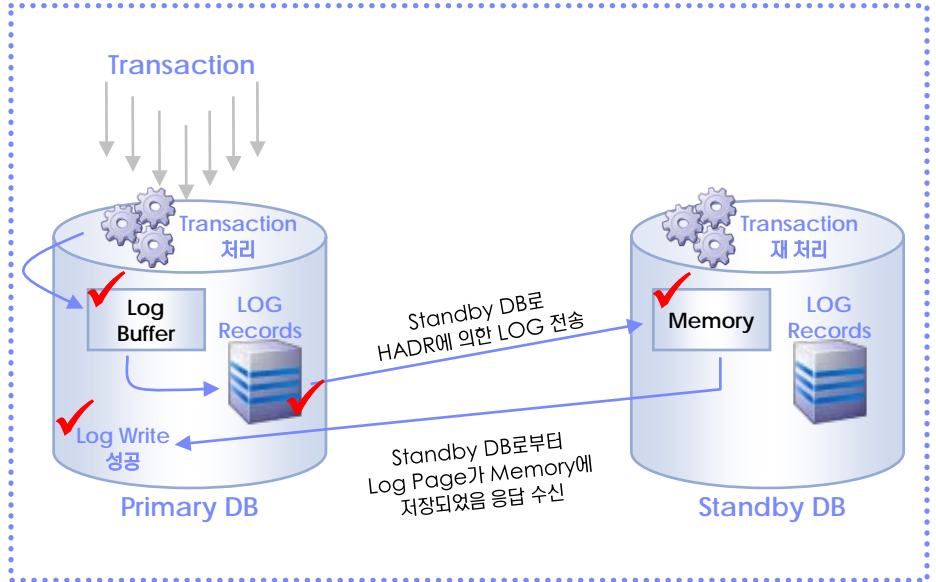 Transaction
Transaction
처리
Log
Buffer
LOG
Records
Log Write
성공
Primary DB
Standby DB로
HADR에 의한 LOG 전송
Standby DB로부터
Log Page가 Memory에
저장되었음 응답 수신
Transaction
재 처리
Memory
LOG
Records
Standby DB